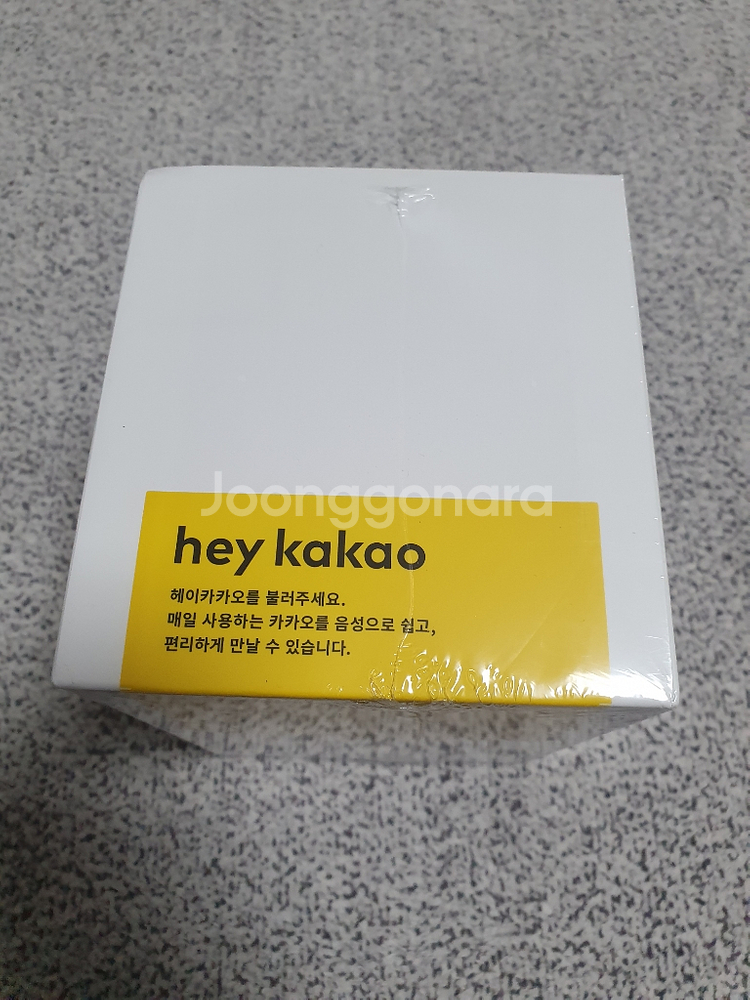 Joonggonara
hey kakao
헤이카카오를 불러주세요.
매일 사용하는 카카오를 음성으로 쉽고,
편리하게 만날 수 있습니다.